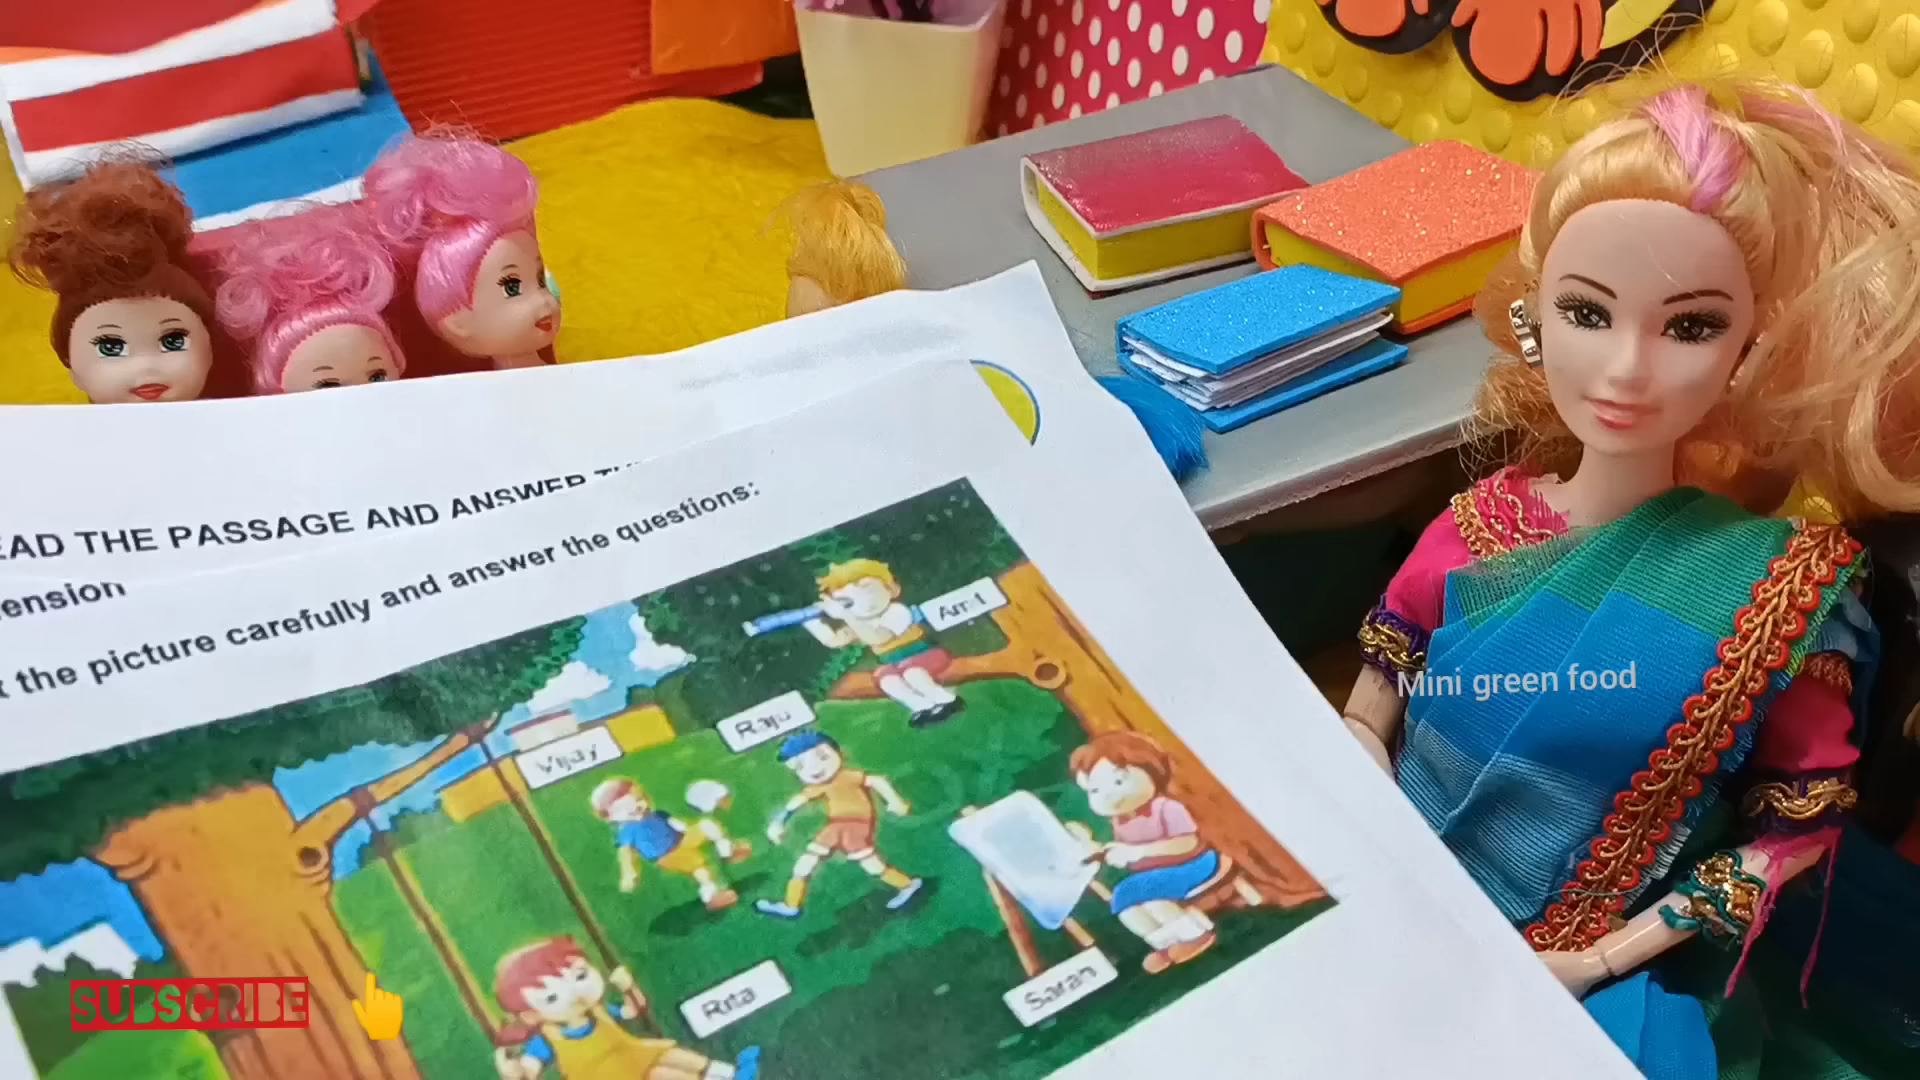 EAD THE PASSAGE AND ANSWER
ension
t the picture carefully and answer the questions:
Amit
Raju
Vijay
Rita
Sarah
Mini green food
SUBSCRIBE